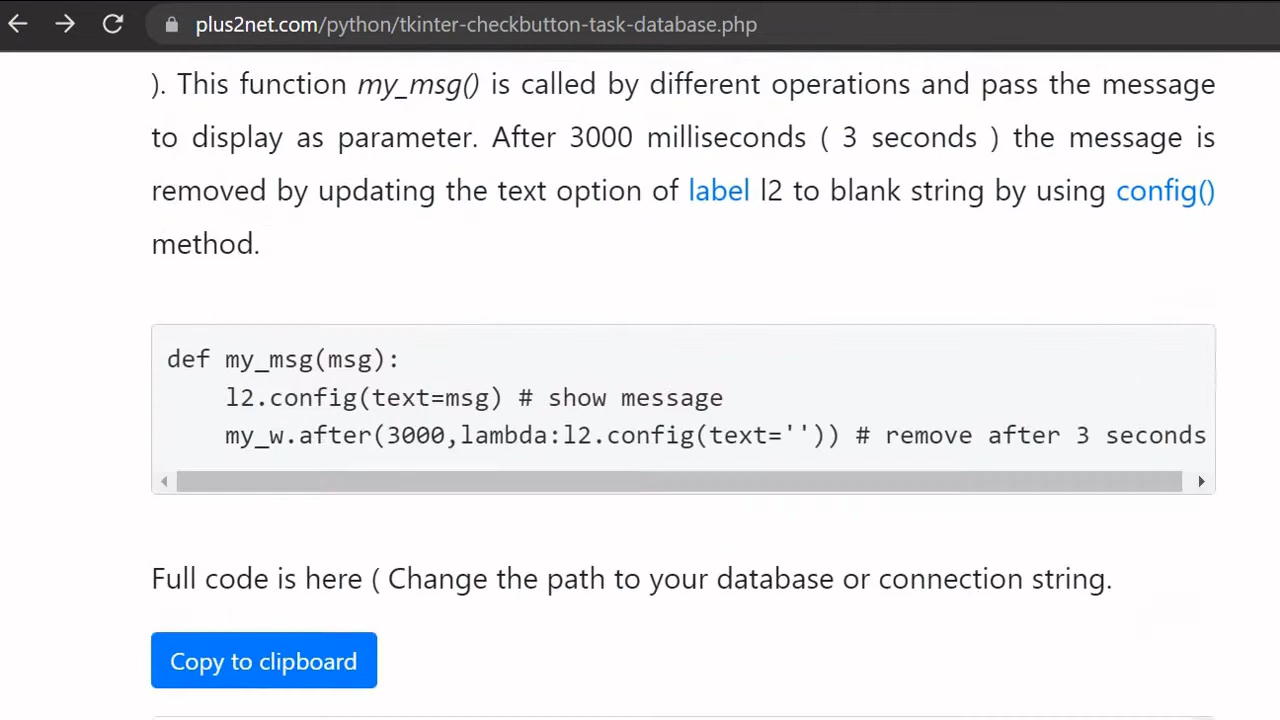 plus2net.com/python/tkinter-checkbutton-task-database.php
). This function my_msg() is called by different operations and pass the message
to display as parameter. After 3000 milliseconds ( 3 seconds ) the message is
removed by updating the text option of label l2 to blank string by using config()
method.
def my_msg(msg):
    l2.config(text=msg) # show message
    my_w.after(3000,lambda:l2.config(text='')) # remove after 3 seconds
Full code is here ( Change the path to your database or connection string.
Copy to clipboard